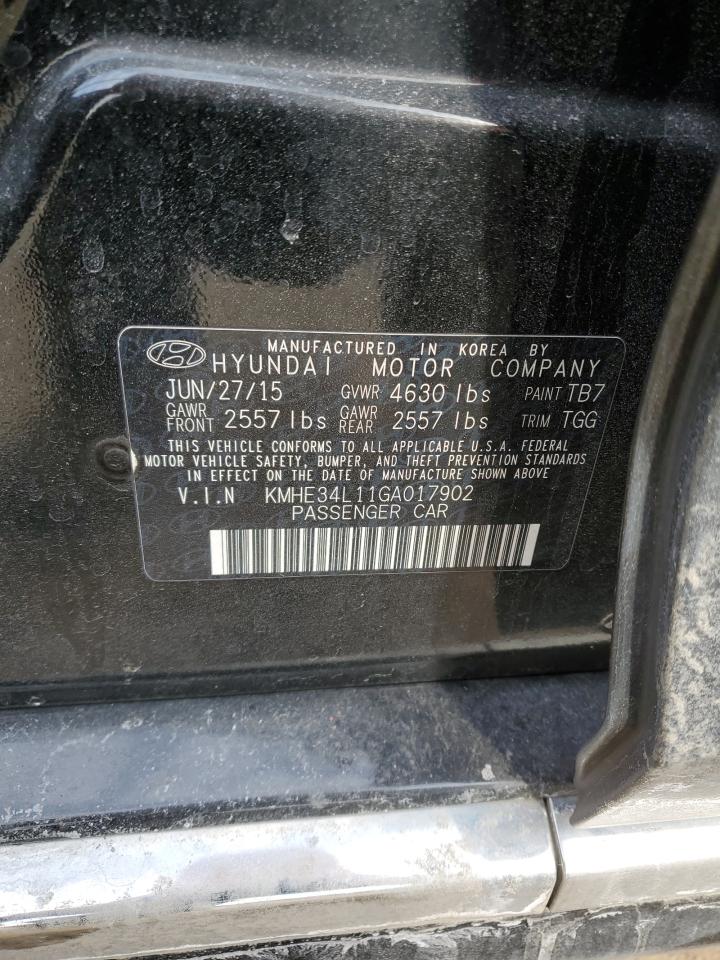 MANUFACTURED IN KOREA BY
HYUNDAI MOTOR COMPANY
JUN/27/15 GVWR 4630 lbs PAINT TB7
GAWR FRONT 2557 lbs GAWR REAR 2557 lbs TRIM TGG
THIS VEHICLE CONFORMS TO ALL APPLICABLE U.S.A. FEDERAL
MOTOR VEHICLE SAFETY, BUMPER, AND THEFT PREVENTION STANDARDS
IN EFFECT ON THE DATE OF MANUFACTURE SHOWN ABOVE
V.I.N KMHE34L11GA017902
PASSENGER CAR